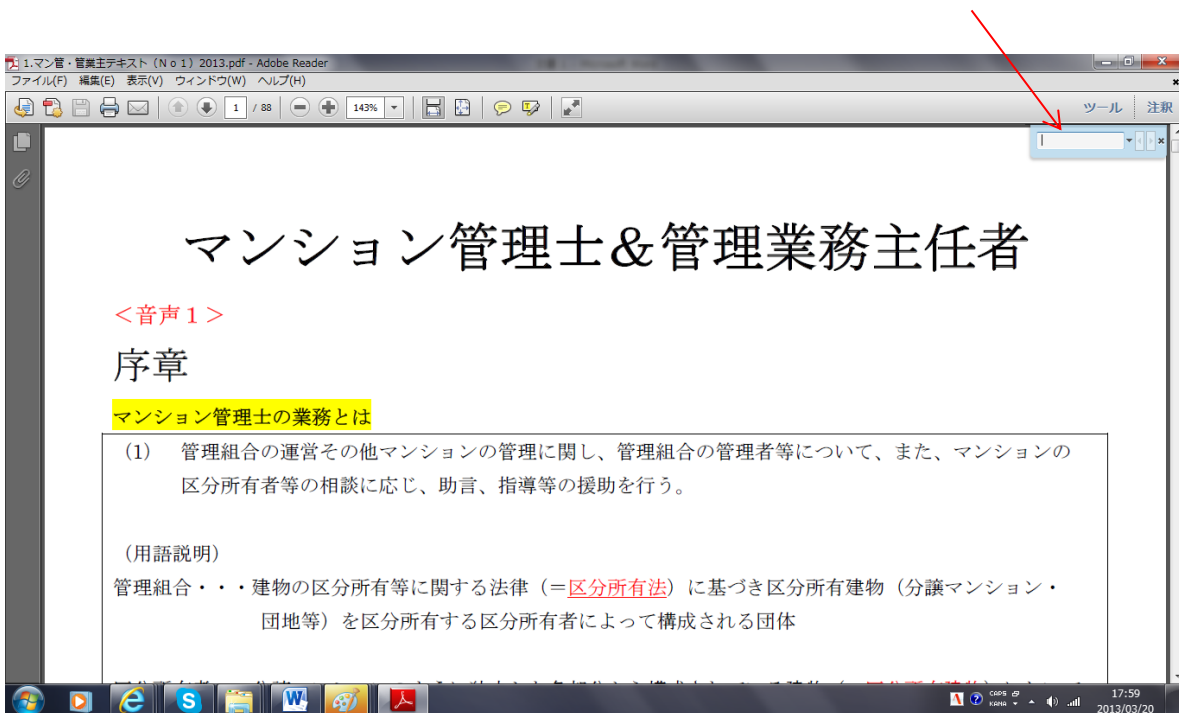 1.マン管・管業主テキスト（Ｎｏ１）2013.pdf - Adobe Reader
ファイル(F) 編集(E) 表示(V) ウィンドウ(W) ヘルプ(H)
1 / 88 143% ツール 注釈
マンション管理士&管理業務主任者
＜音声１＞
序章
マンション管理士の業務とは
(1) 管理組合の運営その他マンションの管理に関し、管理組合の管理者等について、また、マンションの
区分所有者等の相談に応じ、助言、指導等の援助を行う。
（用語説明）
管理組合・・・建物の区分所有等に関する法律（＝区分所有法）に基づき区分所有建物（分譲マンション・
団地等）を区分所有する区分所有者によって構成される団体
CAPS
KANA
17:59
2013/03/20